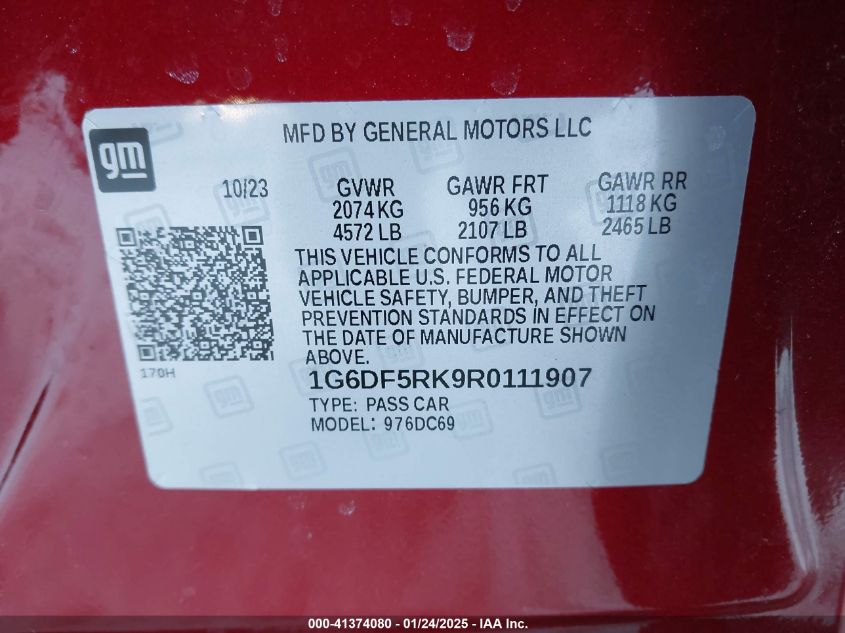 MFD BY GENERAL MOTORS LLC
gm
10/23 GVWR GAWR FRT GAWR RR
2074 KG 956 KG 1118 KG
4572 LB 2107 LB 2465 LB
THIS VEHICLE CONFORMS TO ALL
APPLICABLE U.S. FEDERAL MOTOR
VEHICLE SAFETY, BUMPER, AND THEFT
PREVENTION STANDARDS IN EFFECT ON
THE DATE OF MANUFACTURE SHOWN
ABOVE.
170H
1G6DF5RK9R0111907
TYPE: PASS CAR
MODEL: 976DC69
000-41374080 - 01/24/2025 - IAA Inc.